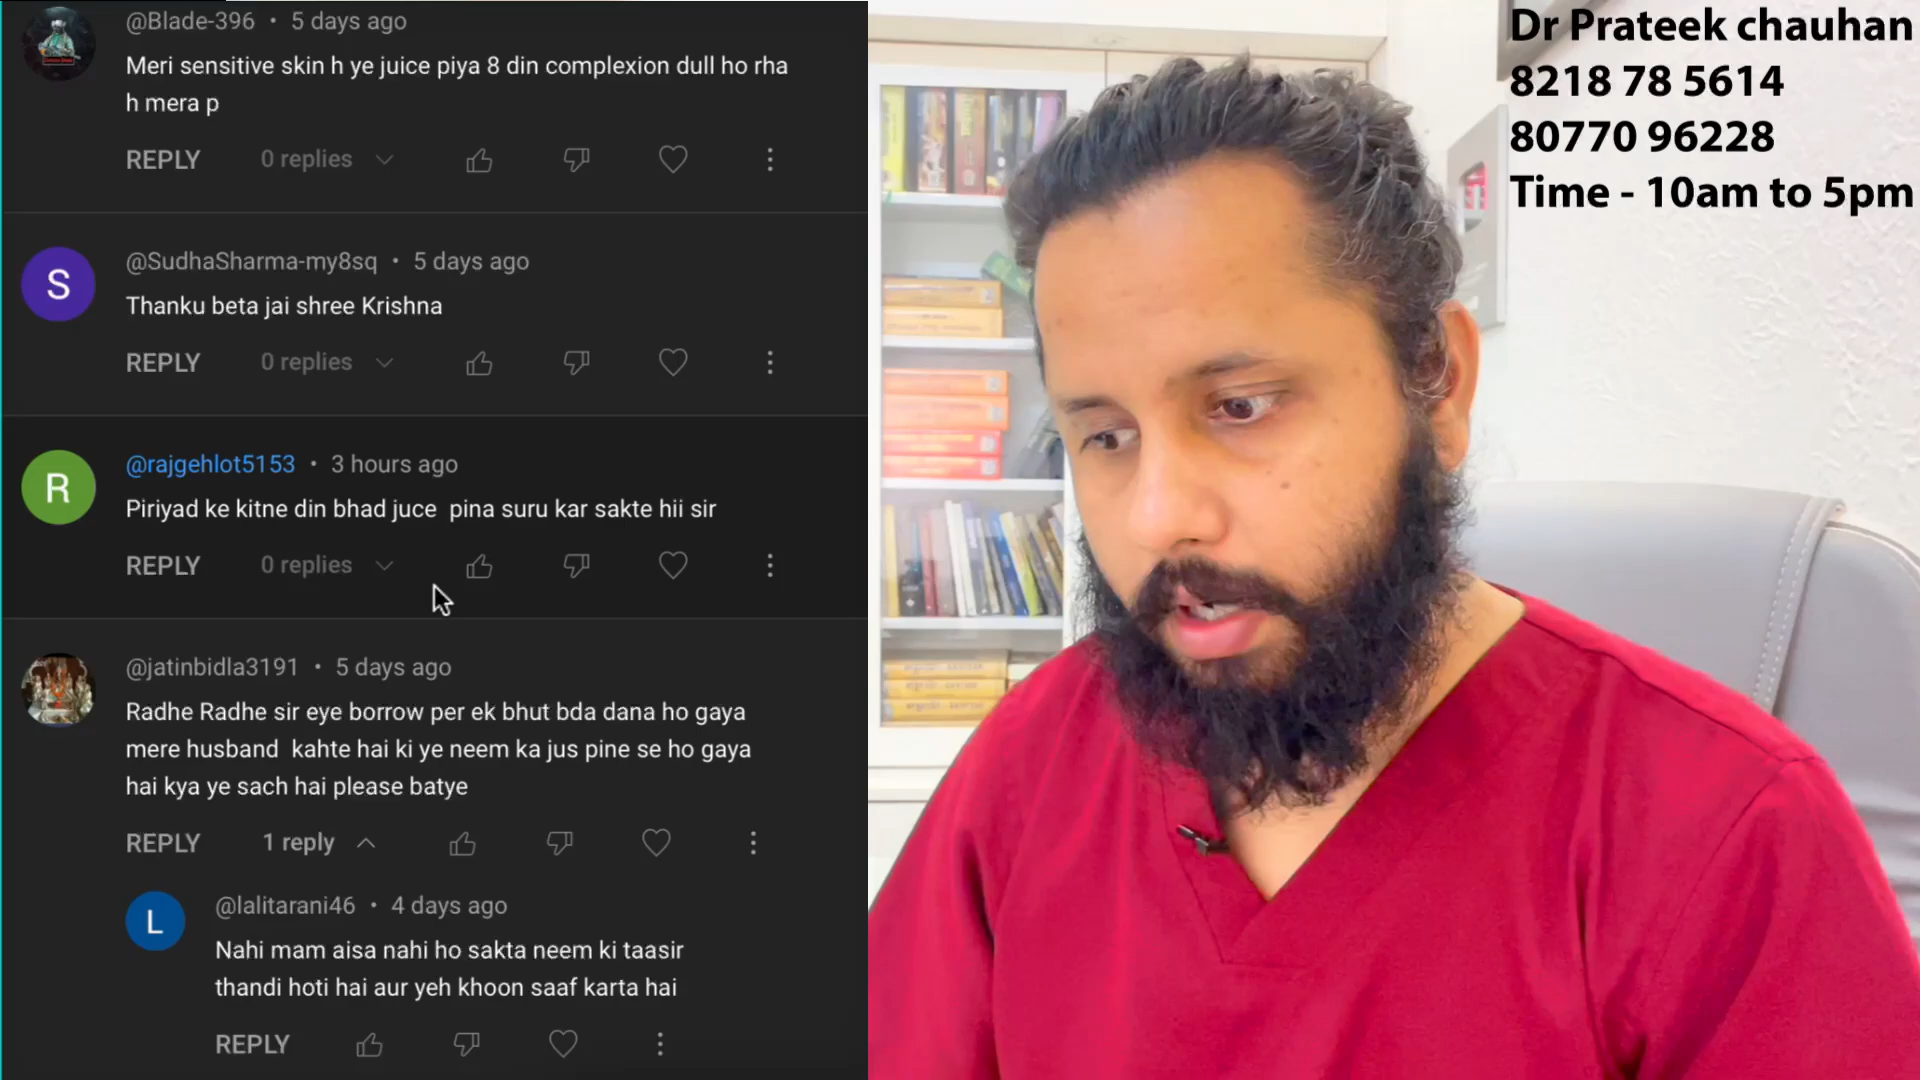 @Blade-396 • 5 days ago
Meri sensitive skin h ye juice piya 8 din complexion dull ho rha
h mera p
REPLY 0 replies
S
@SudhaSharma-my8sq • 5 days ago
Thanku beta jai shree Krishna
REPLY 0 replies
R
@rajgehlot5153 • 3 hours ago
Piriyad ke kitne din bhad juce pina suru kar sakte hii sir
REPLY 0 replies
@jatinbidla3191 • 5 days ago
Radhe Radhe sir eye borrow per ek bhut bda dana ho gaya
mere husband kahte hai ki ye neem ka jus pine se ho gaya
hai kya ye sach hai please batye
REPLY 1 reply
L
@lalitarani46 • 4 days ago
Nahi mam aisa nahi ho sakta neem ki taasir
thandi hoti hai aur yeh khoon saaf karta hai
REPLY
Dr Prateek chauhan
8218 78 5614
80770 96228
Time - 10am to 5pm